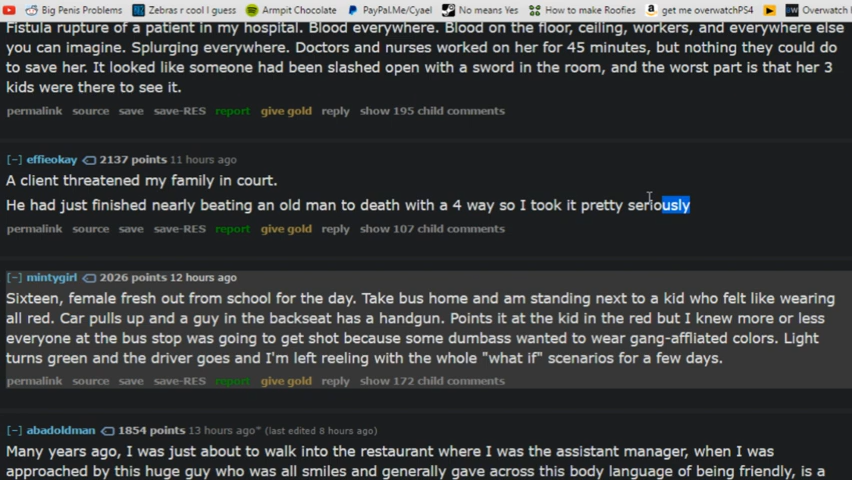 Big Penis Problems Zebras r cool I guess Armpit Chocolate PayPal.Me/Cyael No means Yes How to make Roofies get me overwatchPS4 Overwatch
Fistula rupture of a patient in my hospital. Blood everywhere. Blood on the floor, ceiling, workers, and everywhere else
you can imagine. Splurging everywhere. Doctors and nurses worked on her for 45 minutes, but nothing they could do
to save her. It looked like someone had been slashed open with a sword in the room, and the worst part is that her 3
kids were there to see it.
permalink source save save-RES report give gold reply show 195 child comments
[-] effieokay 2137 points 11 hours ago
A client threatened my family in court.
He had just finished nearly beating an old man to death with a 4 way so I took it pretty seriously
permalink source save save-RES report give gold reply show 107 child comments
[-] mintygirl 2026 points 12 hours ago
Sixteen, female fresh out from school for the day. Take bus home and am standing next to a kid who felt like wearing
all red. Car pulls up and a guy in the backseat has a handgun. Points it at the kid in the red but I knew more or less
everyone at the bus stop was going to get shot because some dumbass wanted to wear gang-affliated colors. Light
turns green and the driver goes and I'm left reeling with the whole "what if" scenarios for a few days.
permalink source save save-RES report give gold reply show 172 child comments
[-] abadoldman 1854 points 13 hours ago* (last edited 8 hours ago)
Many years ago, I was just about to walk into the restaurant where I was the assistant manager, when I was
approached by this huge guy who was all smiles and generally gave across this body language of being friendly, is a